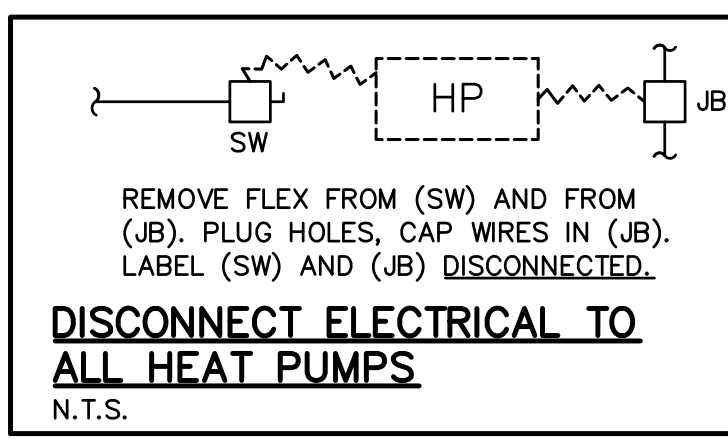 HP
JB
SW
REMOVE FLEX FROM (SW) AND FROM
(JB). PLUG HOLES, CAP WIRES IN (JB).
LABEL (SW) AND (JB) DISCONNECTED.
DISCONNECT ELECTRICAL TO
ALL HEAT PUMPS
N.T.S.